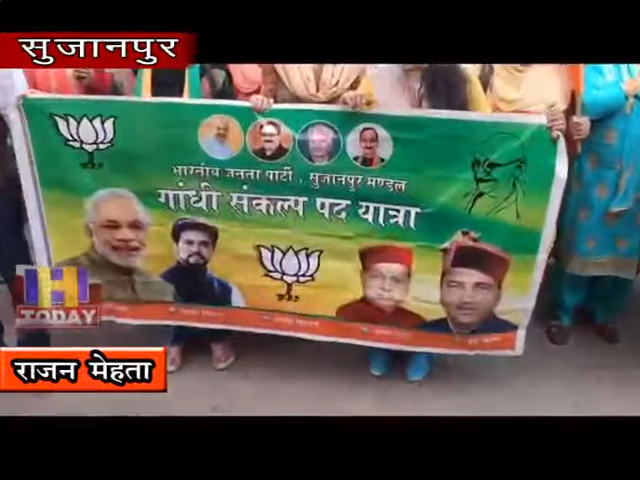 सुजानपुर
भारतीय जनता पार्टी , सुजानपुर मण्डल
गांधी संकल्प पद यात्रा
H
TODAY
राजन मेहता